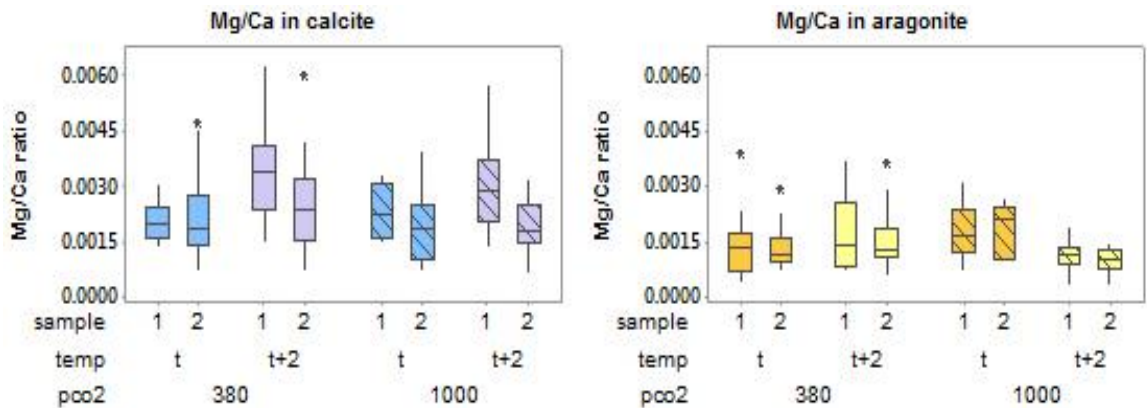 Mg/Ca in calcite
Mg/Ca ratio
0.0060
0.0045
0.0030
0.0015
0.0000
sample 1 2 1 2 1 2 1 2
temp t t+2 t t+2
pco2 380 1000
Mg/Ca in aragonite
Mg/Ca ratio
0.0060
0.0045
0.0030
0.0015
0.0000
sample 1 2 1 2 1 2 1 2
temp t t+2 t t+2
pco2 380 1000